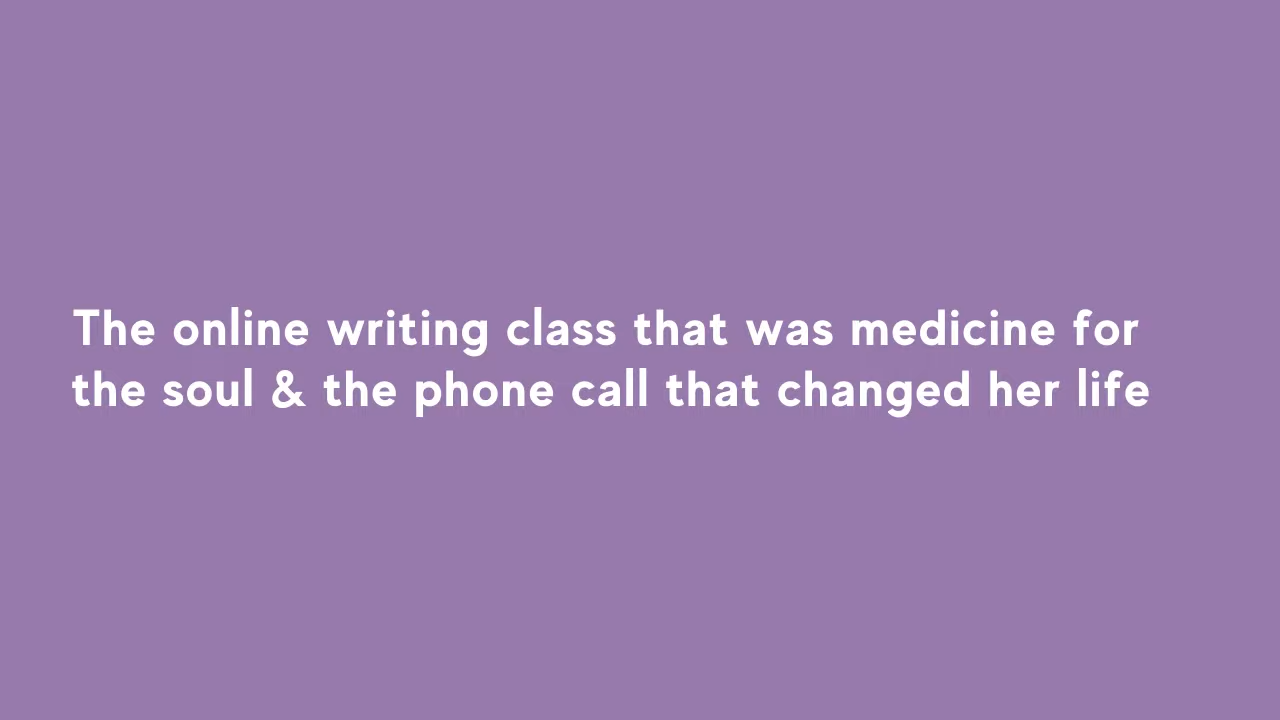 The online writing class that was medicine for
the soul & the phone call that changed her life